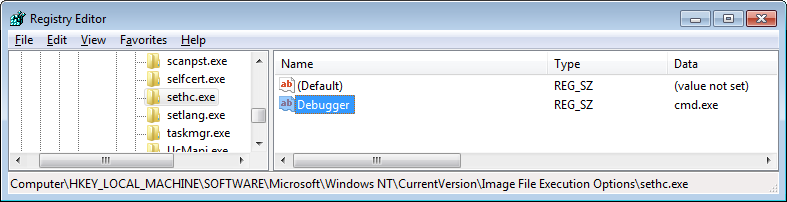 Registry Editor
File Edit View Favorites Help
scanpst.exe
selfcert.exe
sethc.exe
setlang.exe
taskmgr.exe
UcMapi.exe
Name Type Data
ab (Default) REG_SZ (value not set)
ab Debugger REG_SZ cmd.exe
Computer\HKEY_LOCAL_MACHINE\SOFTWARE\Microsoft\Windows NT\CurrentVersion\Image File Execution Options\sethc.exe